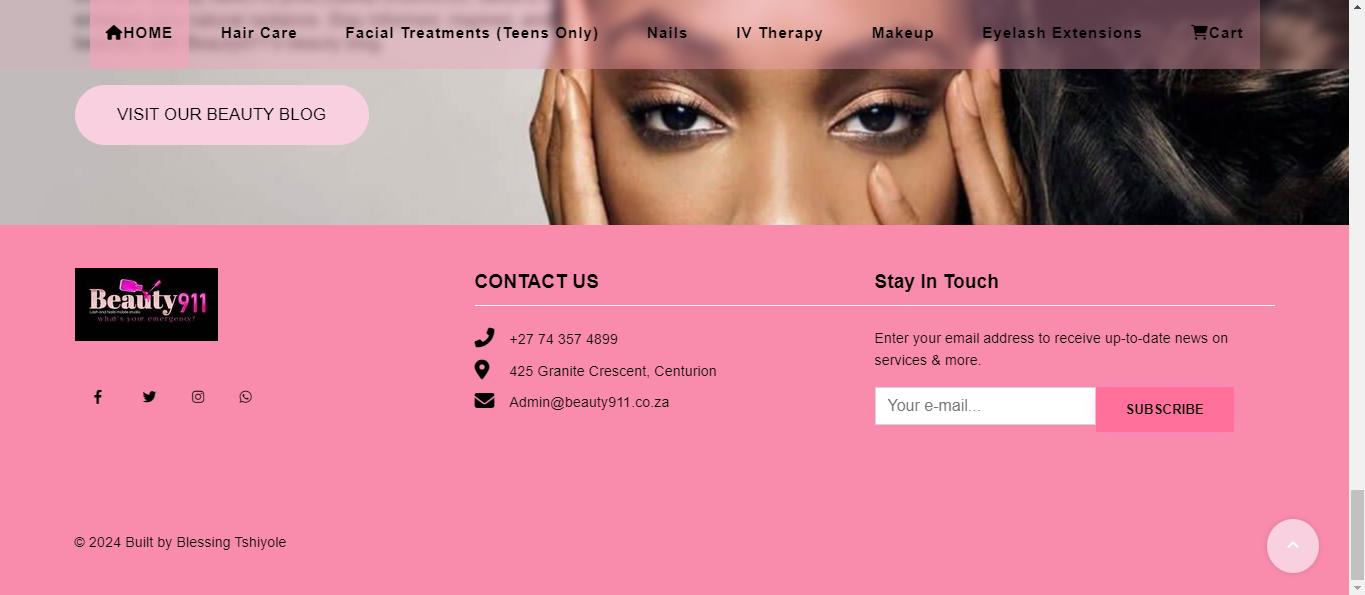 HOME Hair Care Facial Treatments (Teens Only) Nails IV Therapy Makeup Eyelash Extensions Cart
VISIT OUR BEAUTY BLOG
Beauty911
Lash and Nails mobile studio
what's your emergency?
CONTACT US
+27 74 357 4899
425 Granite Crescent, Centurion
Admin@beauty911.co.za
Stay In Touch
Enter your email address to receive up-to-date news on
services & more.
Your e-mail...
SUBSCRIBE
© 2024 Built by Blessing Tshiyole